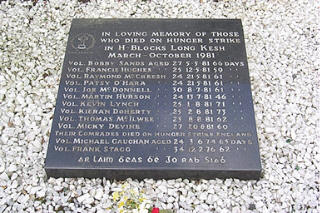 IN LOVING MEMORY OF THOSE
WHO DIED ON HUNGER STRIKE
IN H-BLOCKS LONG KESH
MARCH-OCTOBER 1981
VOL. BOBBY SANDS AGED 27 5·5·81 66 DAYS
VOL. FRANCIS HUGHES 25 12·5·81 59
VOL. RAYMOND McCREESH 24 21·5·81 61
VOL. PATSY O'HARA 24 21·5·81 61
VOL. JOE McDONNELL 30 8·7·81 61
VOL. MARTIN HURSON 24 13·7·81 46
VOL. KEVIN LYNCH 25 1·8·81 71
VOL. KIERAN DOHERTY 25 2·8·81 73
VOL. THOMAS McILWEE 23 8·8·81 62
VOL. MICKY DEVINE 27 20·8·81 60
THEIR COMRADES DIED ON HUNGER STRIKE ENGLAND
VOL. MICHAEL GAUGHAN AGED 24 3·6·74 65 DAYS
VOL. FRANK STAGG 34 12·2·76 62